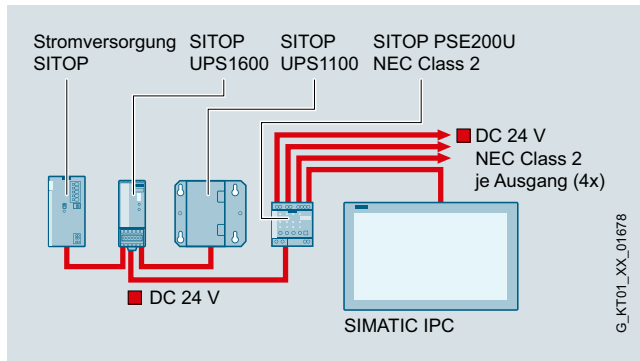 Stromversorgung
SITOP
SITOP
UPS1600
SITOP
UPS1100
SITOP PSE200U
NEC Class 2
DC 24 V
NEC Class 2
je Ausgang (4x)
DC 24 V
SIMATIC IPC
G_KT01_XX_01678